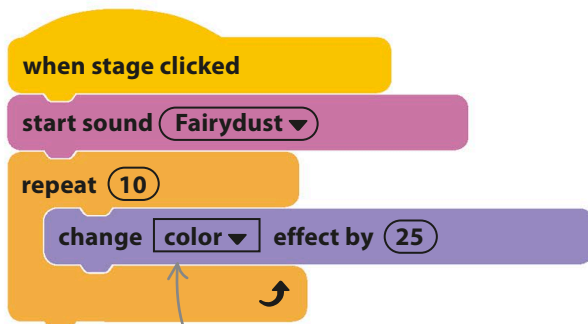 when stage clicked
start sound Fairydust
repeat 10
change color effect by 25